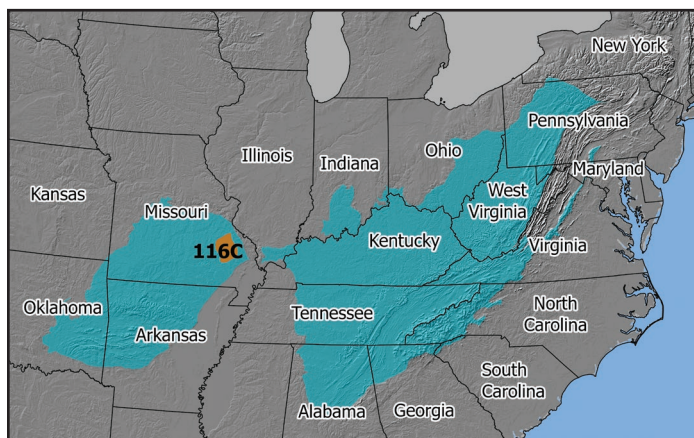 New York
Pennsylvania
Ohio
Illinois
Indiana
Maryland
Kansas
West
Virginia
Missouri
Virginia
Kentucky
116C
Oklahoma
Tennessee
North
Carolina
Arkansas
South
Carolina
Alabama
Georgia